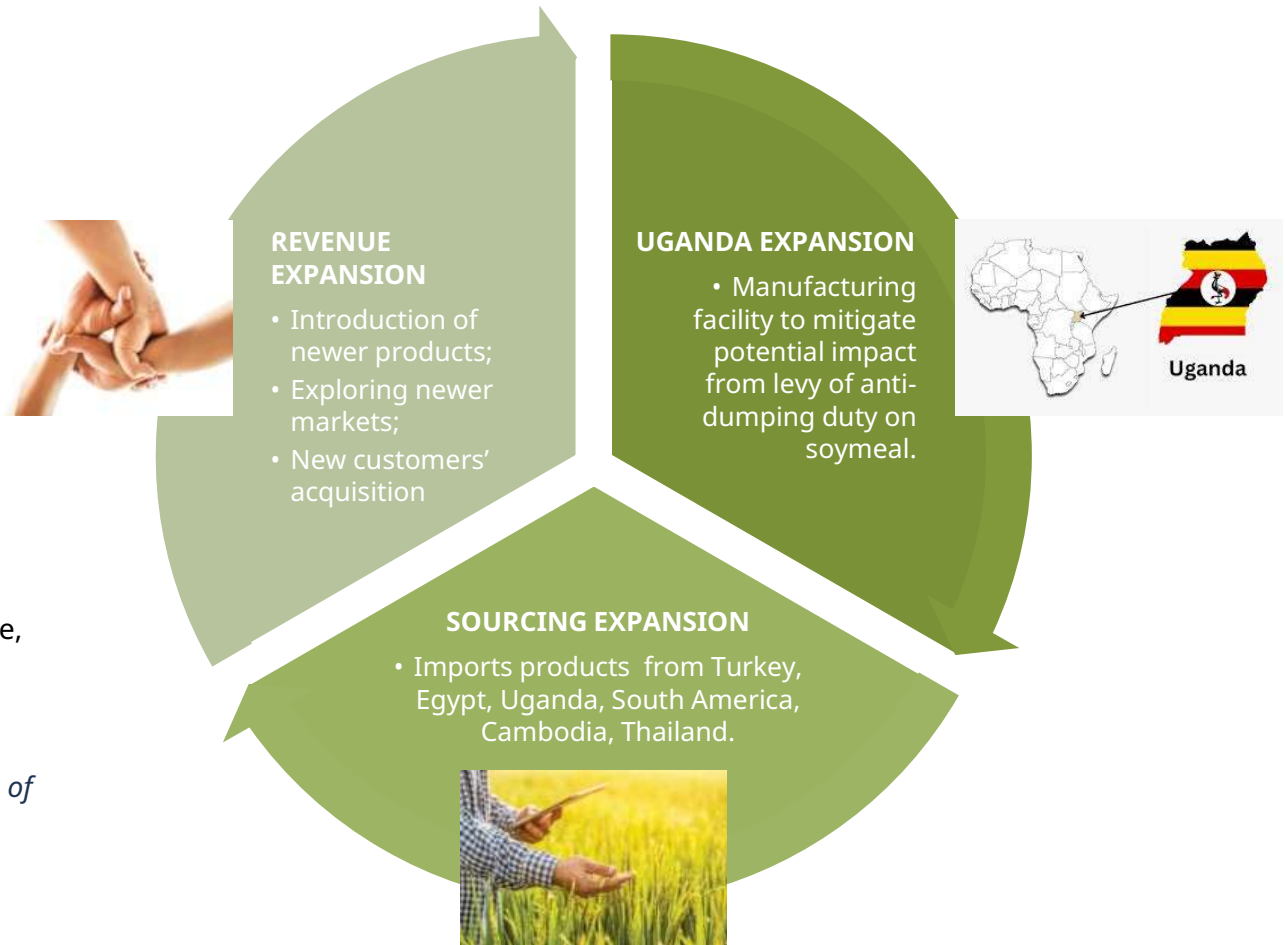 REVENUE
EXPANSION
• Introduction of
newer products;
• Exploring newer
markets;
• New customers’
acquisition
UGANDA EXPANSION
• Manufacturing
facility to mitigate
potential impact
from levy of anti-
dumping duty on
soymeal.
Uganda
SOURCING EXPANSION
• Imports products  from Turkey,
Egypt, Uganda, South America,
Cambodia, Thailand.
e,
of